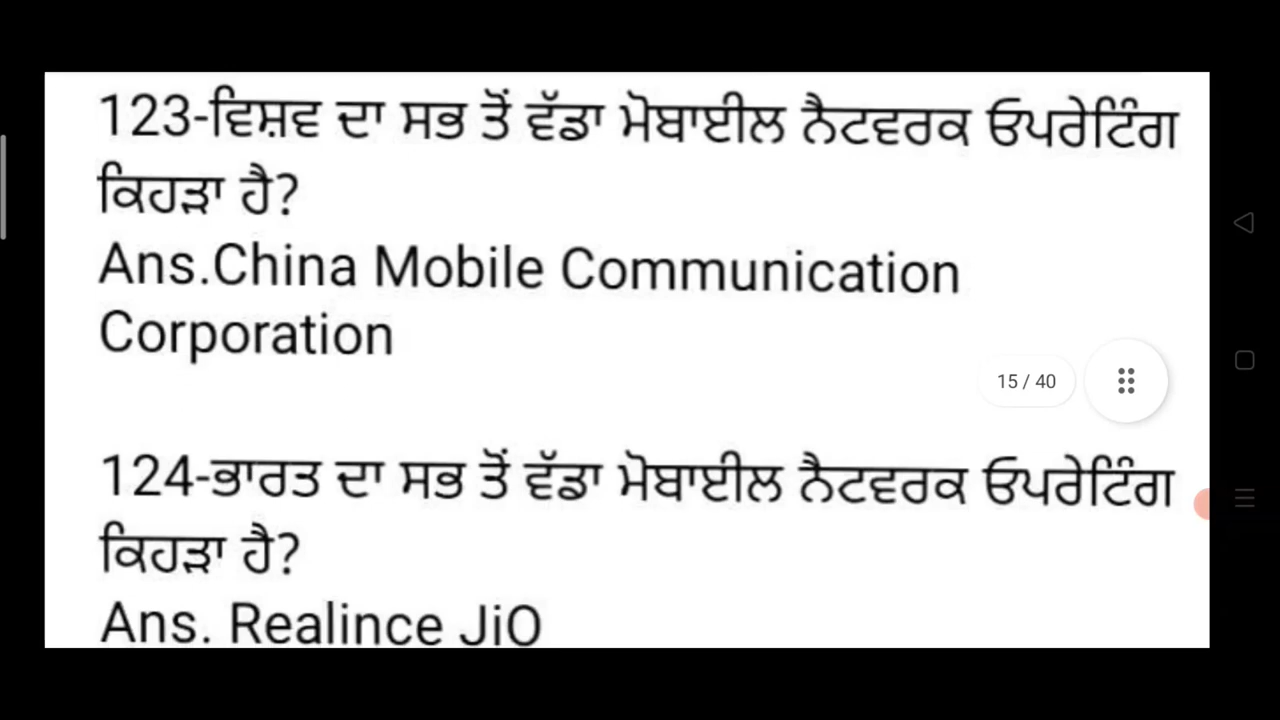 123-ਵਿਸ਼ਵ ਦਾ ਸਭ ਤੋਂ ਵੱਡਾ ਮੋਬਾਈਲ ਨੈਟਵਰਕ ਓਪਰੇਟਿੰਗ
ਕਿਹੜਾ ਹੈ?
Ans.China Mobile Communication
Corporation
15 / 40
124-ਭਾਰਤ ਦਾ ਸਭ ਤੋਂ ਵੱਡਾ ਮੋਬਾਈਲ ਨੈਟਵਰਕ ਓਪਰੇਟਿੰਗ
ਕਿਹੜਾ ਹੈ?
Ans. Realince JiO